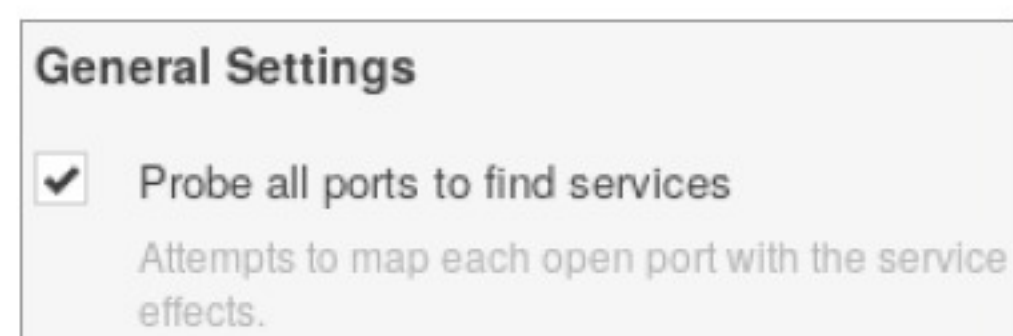 General Settings
Probe all ports to find services
Attempts to map each open port with the service
effects.